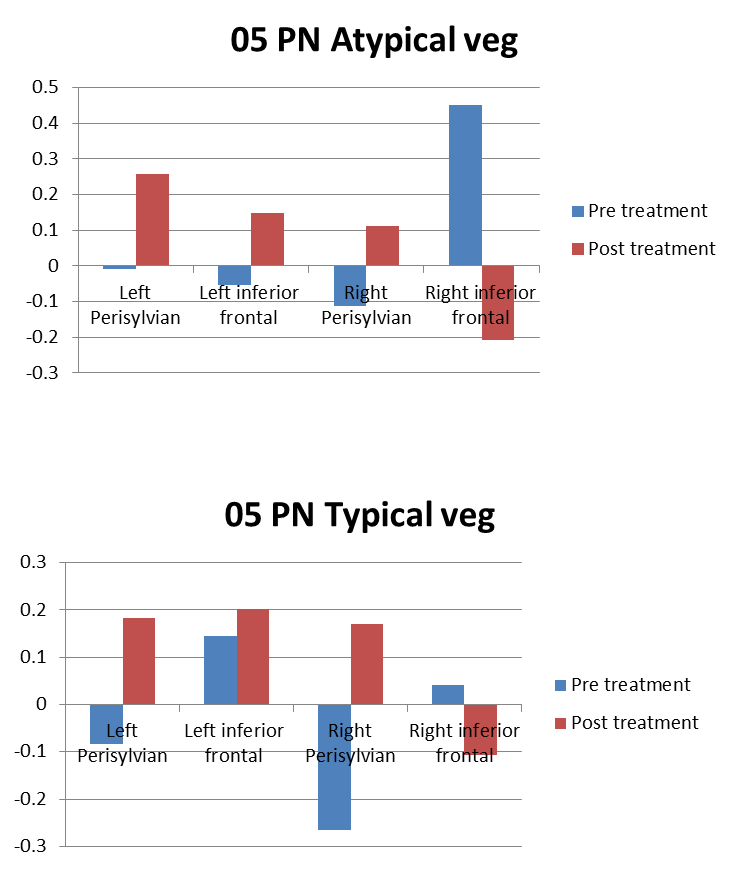 05 PN Atypical veg
0.5
0.4
0.3
0.2
0.1
0
-0.1
-0.2
-0.3
Left Perisylvian
Left inferior frontal
Right Perisylvian
Right inferior frontal
Pre treatment
Post treatment
05 PN Typical veg
0.3
0.2
0.1
0
-0.1
-0.2
-0.3
Left Perisylvian
Left inferior frontal
Right Perisylvian
Right inferior frontal
Pre treatment
Post treatment